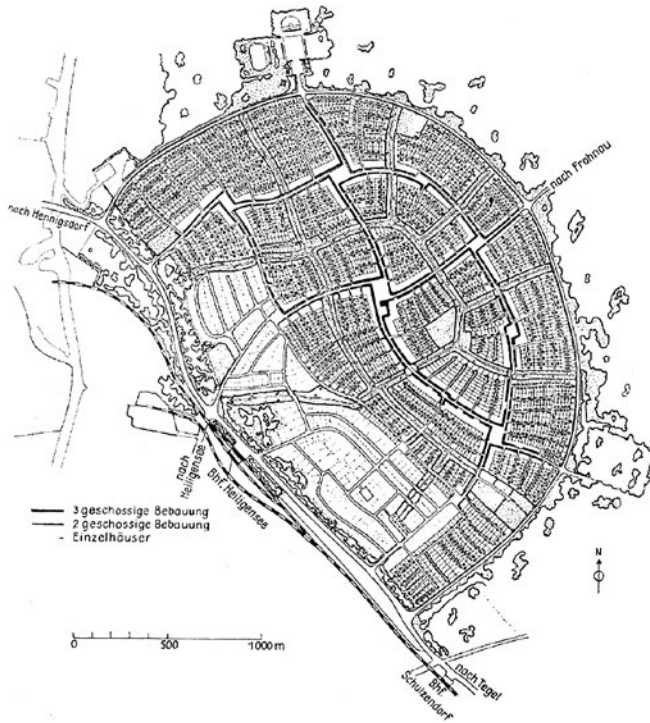 nach Frohnau
nach Hennigsdorf
nach
Heiligensee
Bhf. Heiligensee
3 geschossige Bebauung
2 geschossige Bebauung
- Einzelhäuser
N
0 500 1000 m
nach Tegel
Bhf.
Schulzendorf